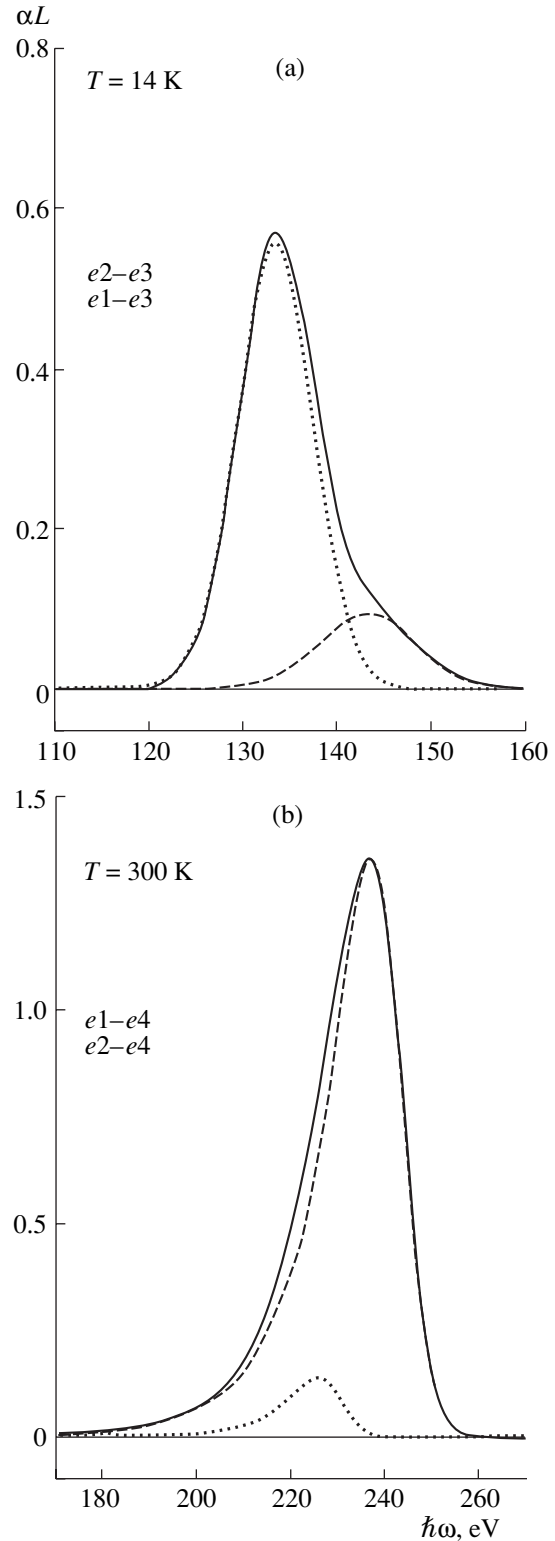 αL
0.8
(a)
T = 14 K
0.6
e2–e3
e1–e3
0.4
0.2
0
110 120 130 140 150 160
1.5
(b)
T = 300 K
1.0
e1–e4
e2–e4
0.5
0
180 200 220 240 260
ℏω, eV